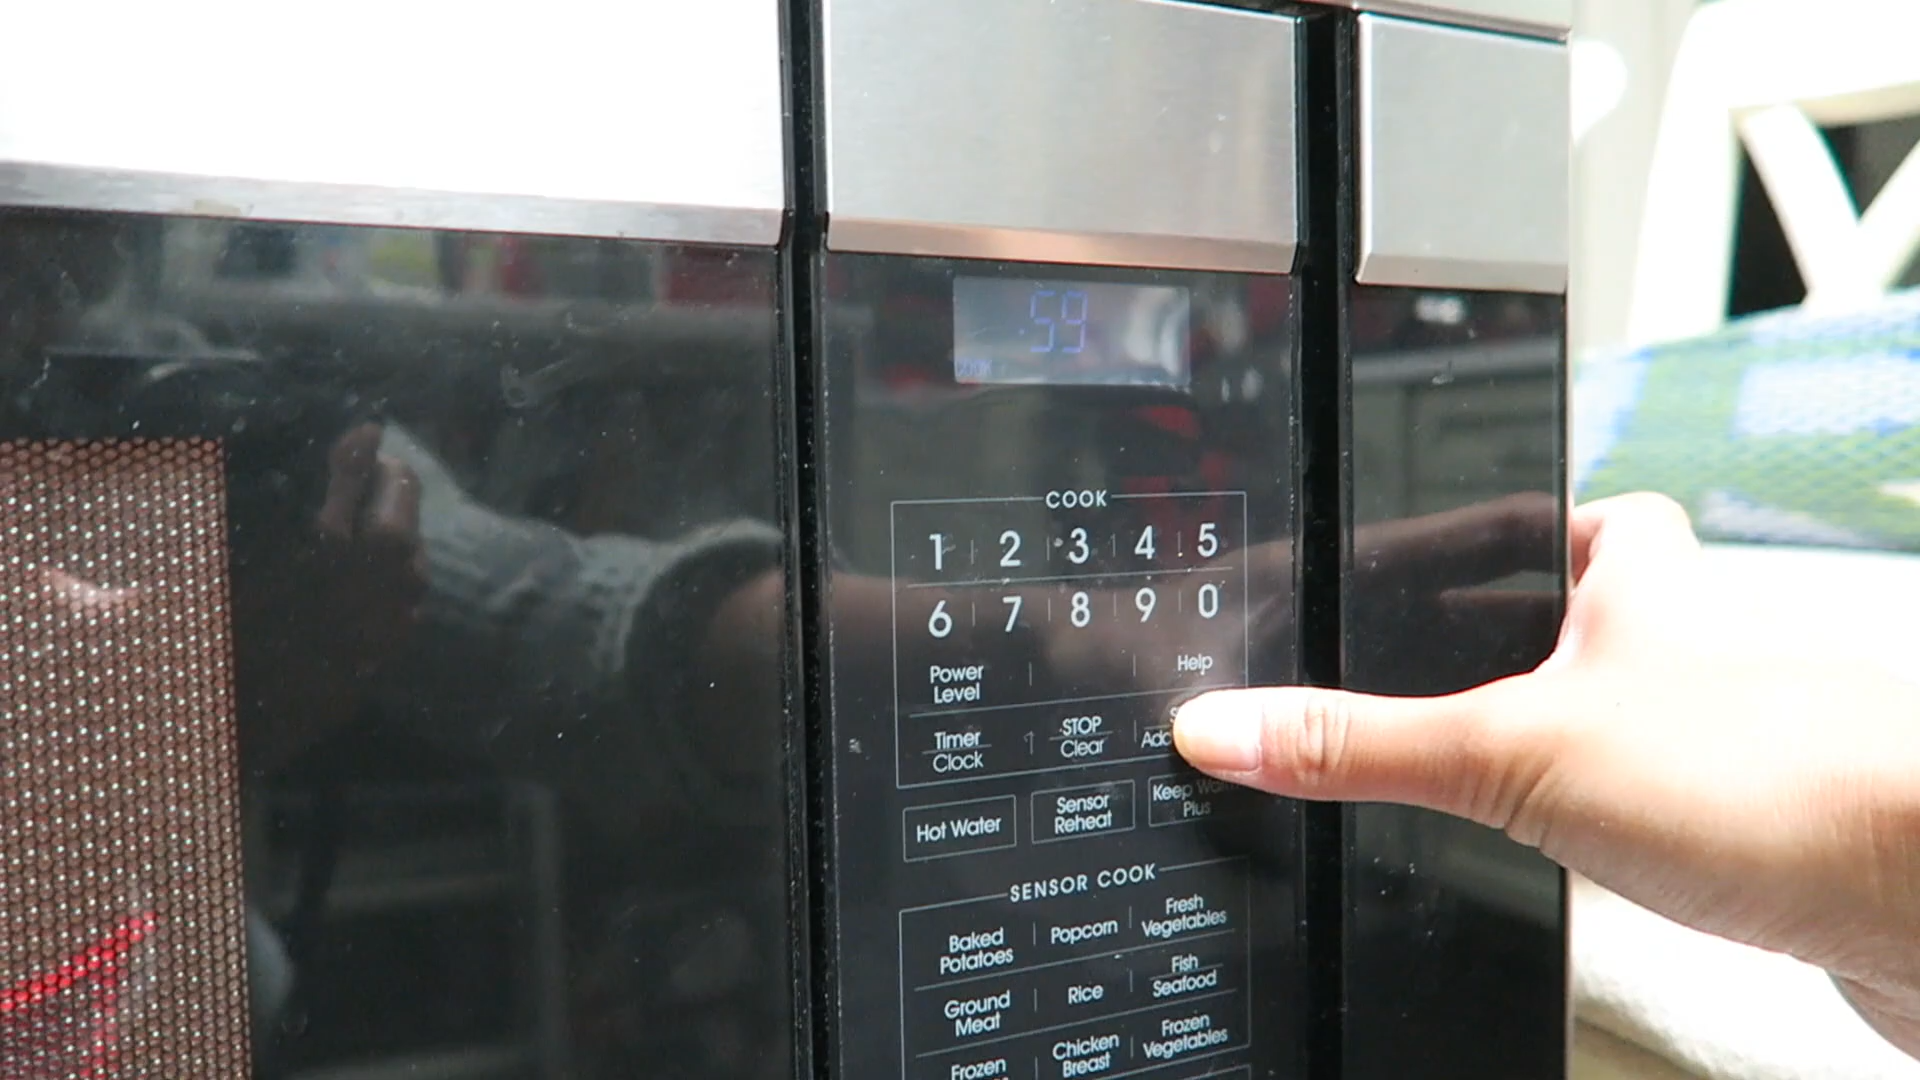 59
COOK
COOK
1 2 3 4 5
6 7 8 9 0
Power
Level
Help
Timer
Clock
STOP
Clear
Hot Water
Sensor
Reheat
Keep
Plus
SENSOR COOK
Baked
Potatoes
Popcorn
Fresh
Vegetables
Ground
Meat
Rice
Fish
Seafood
Frozen
Chicken
Breast
Frozen
Vegetables